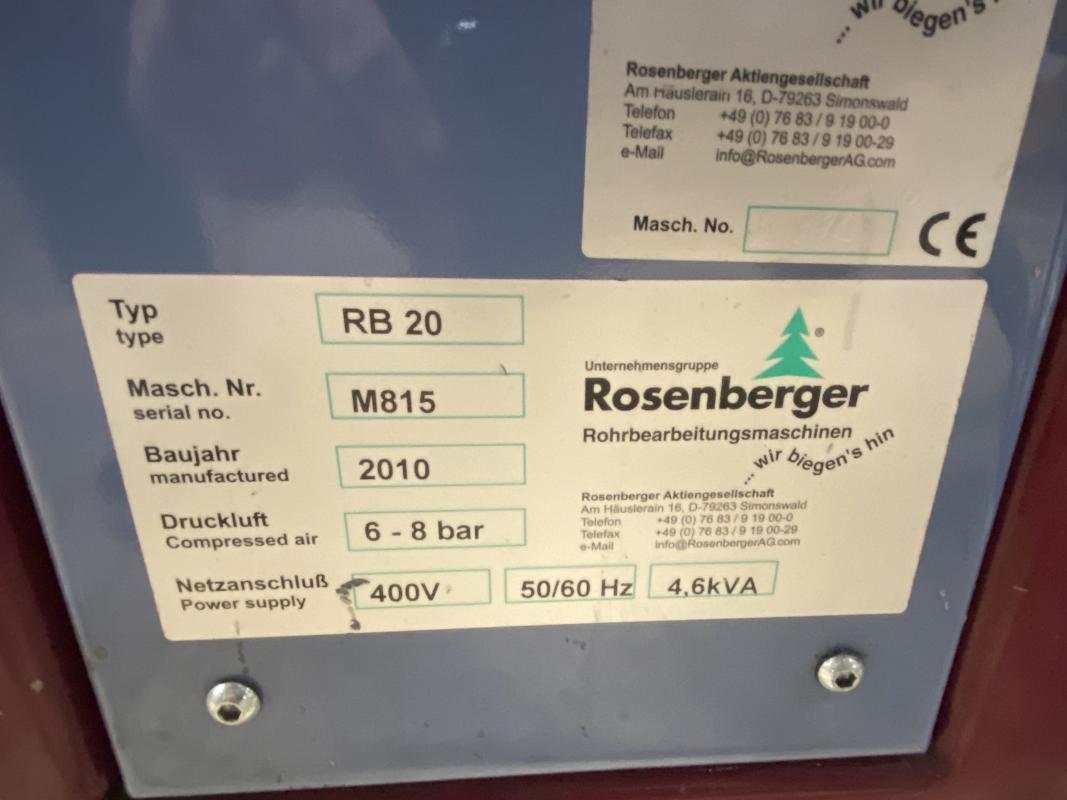 ... wir biegen's
Rosenberger Aktiengesellschaft
Am Häuslerain 16, D-79263 Simonswald
Telefon +49 (0) 76 83 / 9 19 00-0
Telefax +49 (0) 76 83 / 9 19 00-29
e-Mail info@RosenbergerAG.com
Masch. No. CE
Typ
type
RB 20
Masch. Nr.
serial no.
M815
Baujahr
manufactured
2010
Druckluft
Compressed air
6 - 8 bar
Netzanschluß
Power supply
400V 50/60 Hz 4,6kVA
®
Unternehmensgruppe
Rosenberger
Rohrbearbeitungsmaschinen
... wir biegen's hin
Rosenberger Aktiengesellschaft
Am Häuslerain 16, D-79263 Simonswald
Telefon +49 (0) 76 83 / 9 19 00-0
Telefax +49 (0) 76 83 / 9 19 00-29
e-Mail info@RosenbergerAG.com